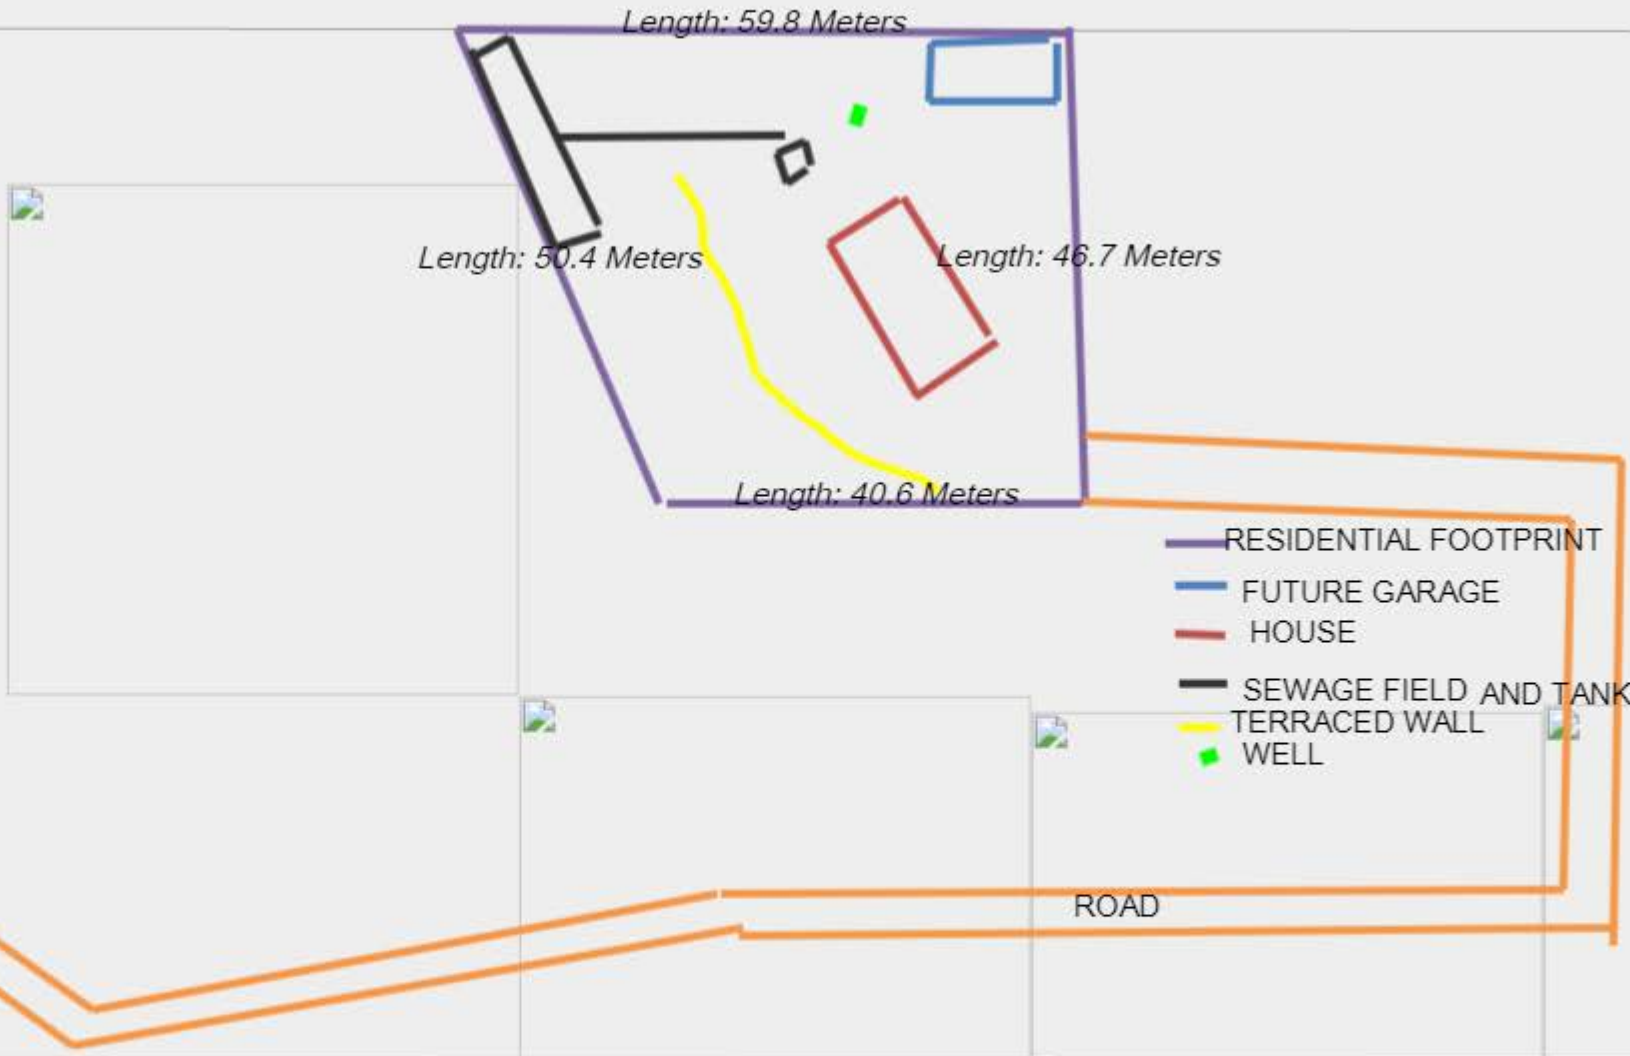 Length: 59.8 Meters
Length: 50.4 Meters
Length: 46.7 Meters
Length: 40.6 Meters
RESIDENTIAL FOOTPRINT
FUTURE GARAGE
HOUSE
SEWAGE FIELD AND TANK
TERRACED WALL
WELL
ROAD